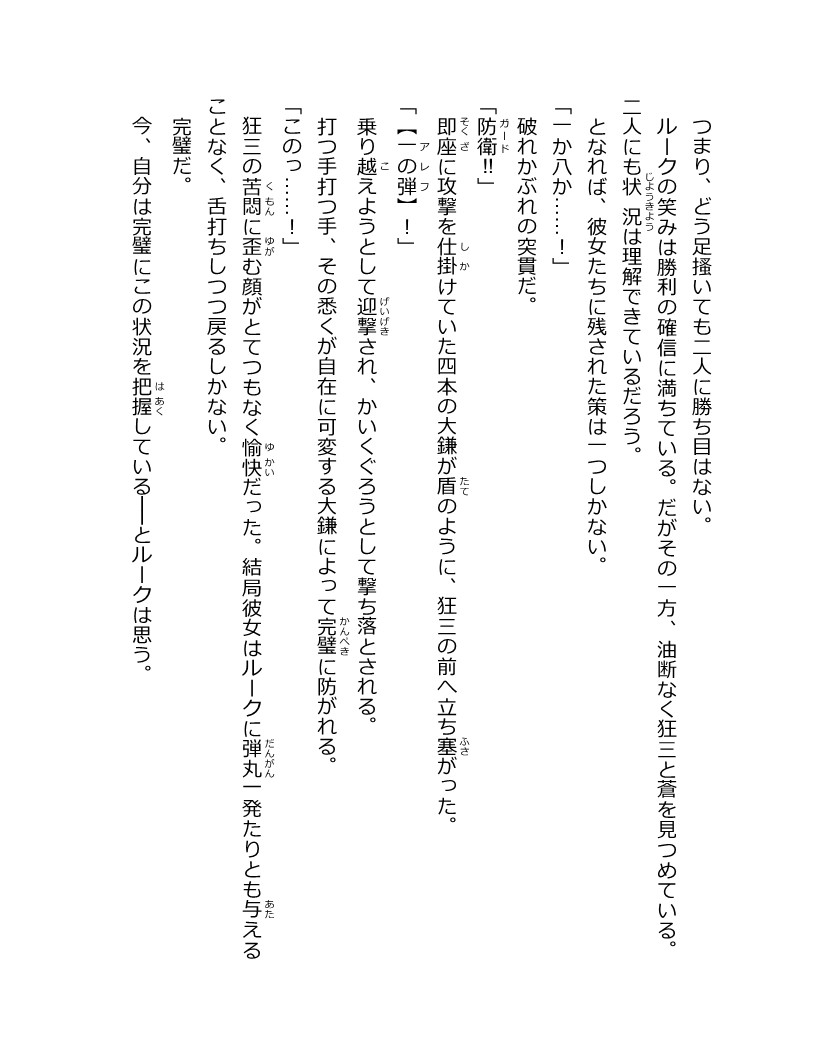 つまり、どう足掻いても二人に勝ち目はない。
ルークの笑みは勝利の確信に満ちている。だがその一方、油断なく狂三と蒼を見つめている。
二人にも状況は理解できているだろう。
となれば、彼女たちに残された策は一つしかない。
「一か八か……！」
破れかぶれの突貫だ。
「防衛‼」
即座に攻撃を仕掛けていた四本の大鎌が盾のように、狂三の前へ立ち塞がった。
「【一の弾】！」
乗り越えようとして迎撃され、かいくぐろうとして撃ち落とされる。
打つ手打つ手、その悉くが自在に可変する大鎌によって完璧に防がれる。
「このっ……！」
狂三の苦悶に歪む顔がとてつもなく愉快だった。結局彼女はルークに弾丸一発たりとも与える
ことなく、舌打ちしつつ戻るしかない。
完璧だ。
今、自分は完璧にこの状況を把握している──とルークは思う。